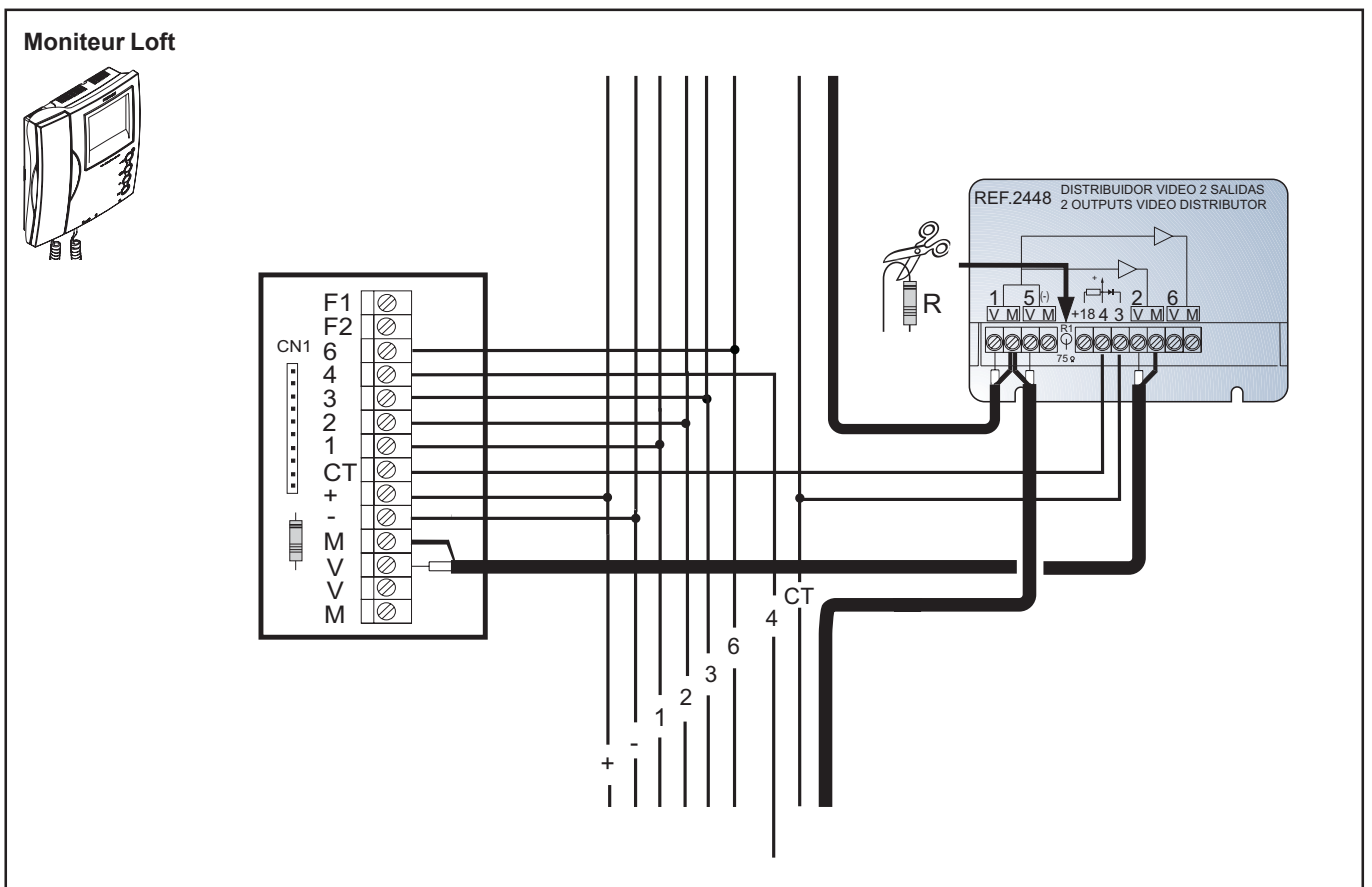 Moniteur Loft
REF.2448
DISTRIBUIDOR VIDEO 2 SALIDAS
2 OUTPUTS VIDEO DISTRIBUTOR
R
+
1 5 (-) 2 6
V M V M +18 4 3 V M V M
R1
75Ω
CN1
F1
F2
6
4
3
2
1
CT
+
-
M
V
V
M
CT
4
6
3
2
1
-
+